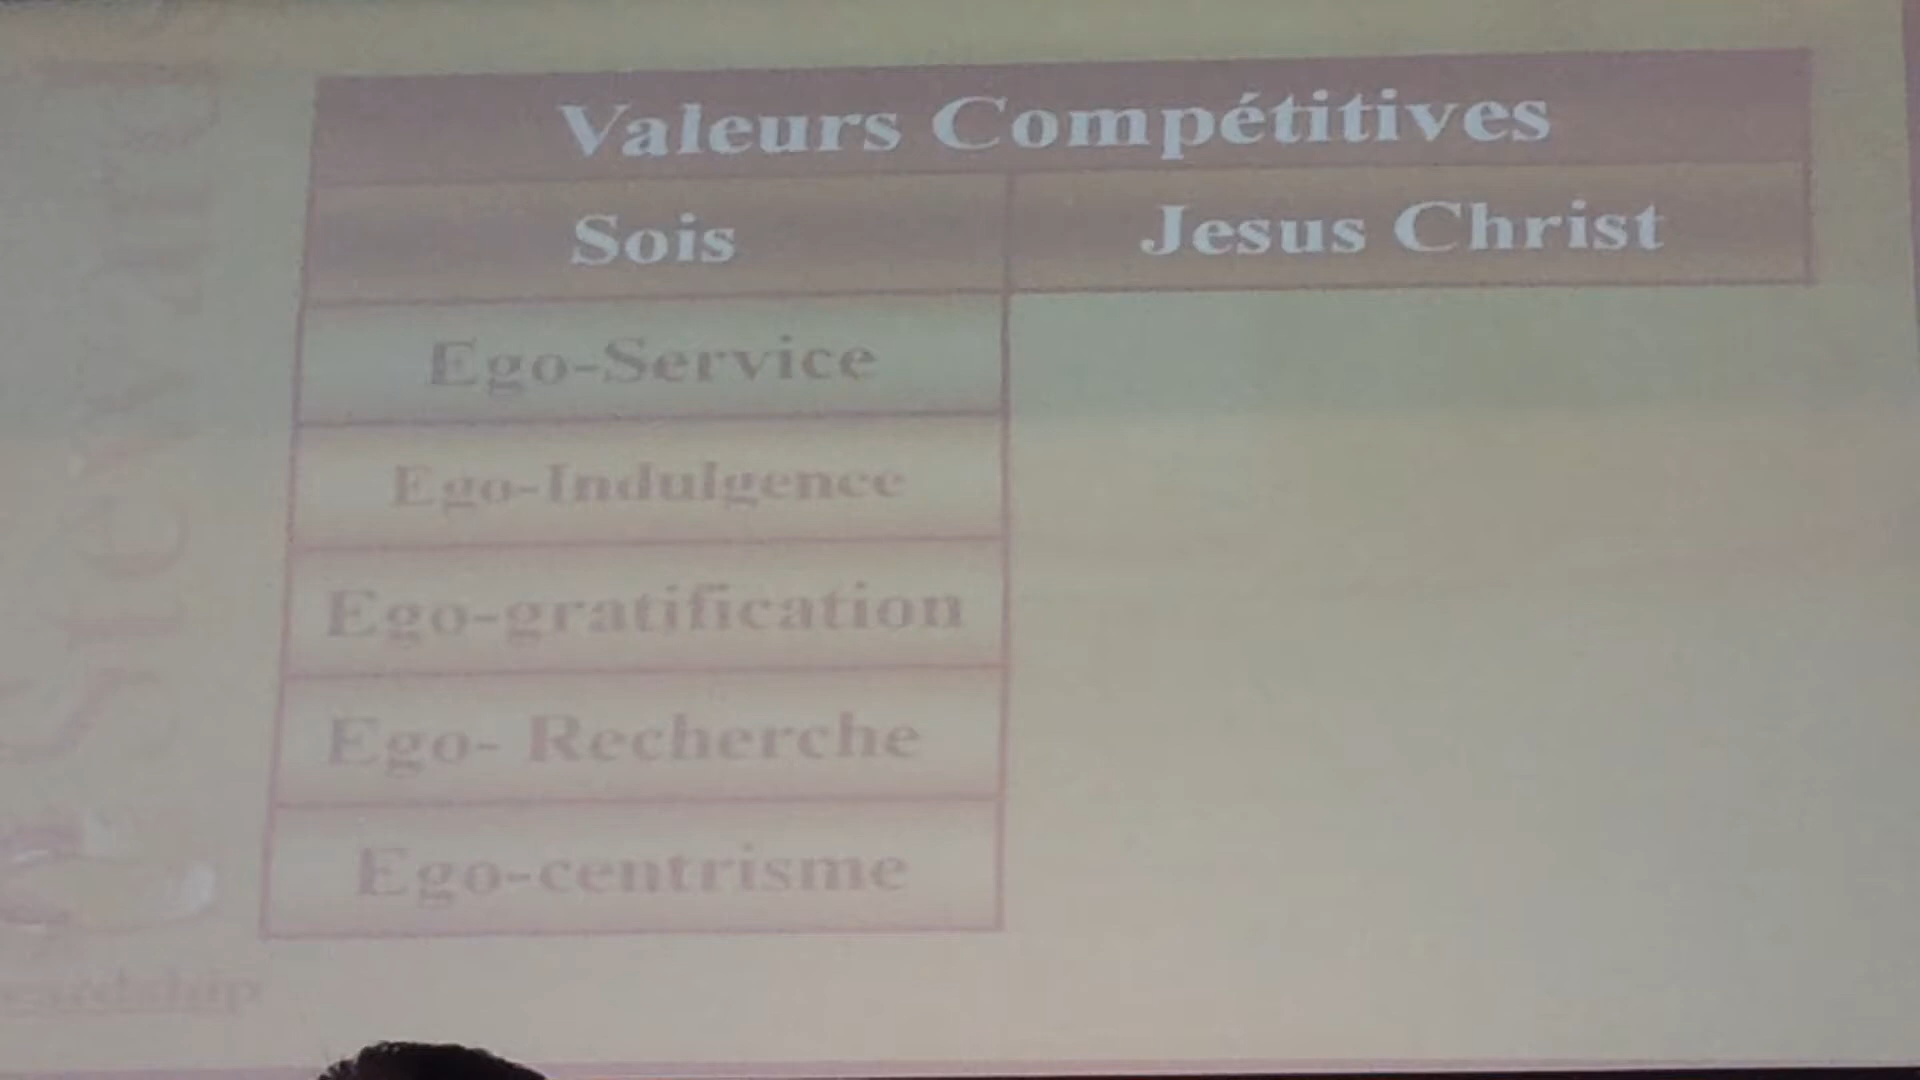 Valeurs Compétitives
Sois
Jesus Christ
Ego-Service
Ego-Indulgence
Ego-gratification
Ego- Recherche
Ego-centrisme